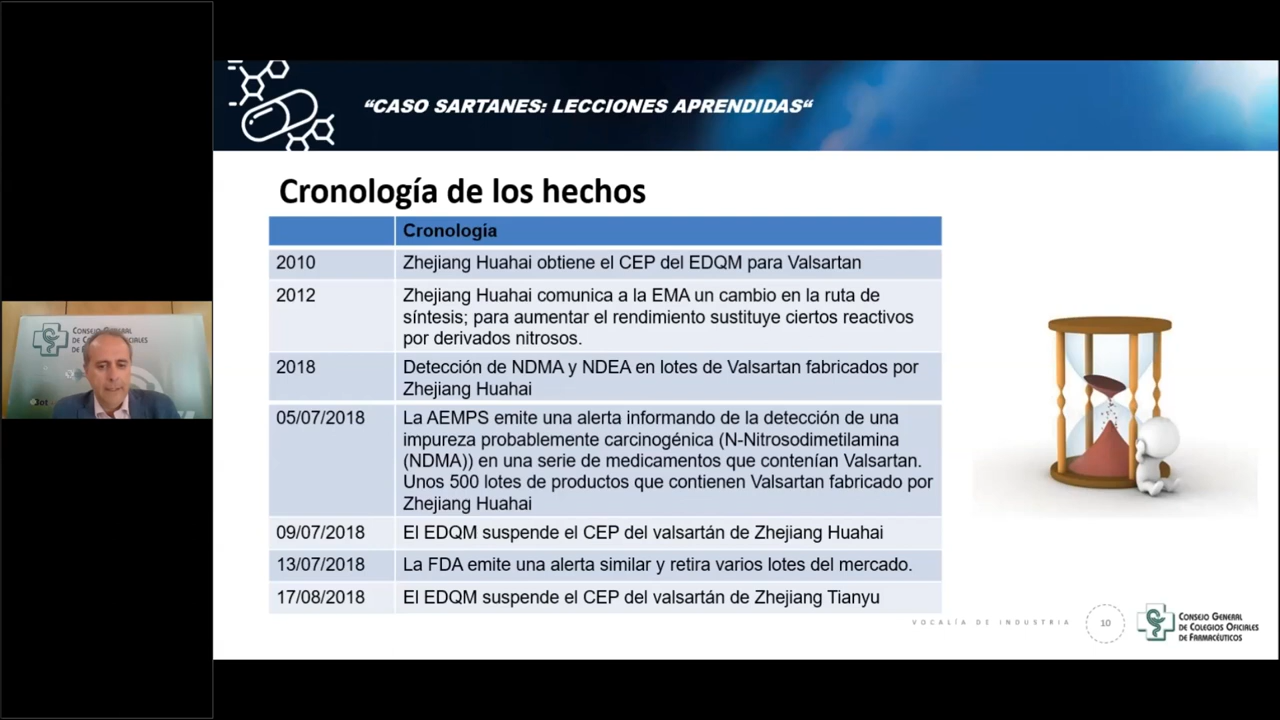 “CASO SARTANES: LECCIONES APRENDIDAS“
Cronología de los hechos
Cronología
2010
Zhejiang Huahai obtiene el CEP del EDQM para Valsartan
2012
Zhejiang Huahai comunica a la EMA un cambio en la ruta de
síntesis; para aumentar el rendimiento sustituye ciertos reactivos
por derivados nitrosos.
2018
Detección de NDMA y NDEA en lotes de Valsartan fabricados por
Zhejiang Huahai
05/07/2018
La AEMPS emite una alerta informando de la detección de una
impureza probablemente carcinogénica (N-Nitrosodimetilamina
(NDMA)) en una serie de medicamentos que contenían Valsartan.
Unos 500 lotes de productos que contienen Valsartan fabricado por
Zhejiang Huahai
09/07/2018
El EDQM suspende el CEP del valsartán de Zhejiang Huahai
13/07/2018
La FDA emite una alerta similar y retira varios lotes del mercado.
17/08/2018
El EDQM suspende el CEP del valsartán de Zhejiang Tianyu
VOCALÍA DE INDUSTRIA
10
CONSEJO GENERAL
DE COLEGIOS OFICIALES
DE FARMACÉUTICOS
CONSEJO GENERAL